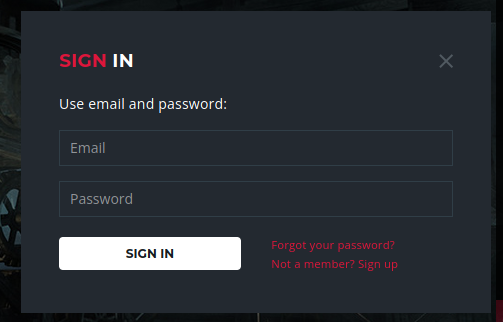 SIGN IN
Use email and password:
Email
Password
SIGN IN
Forgot your password?
Not a member? Sign up